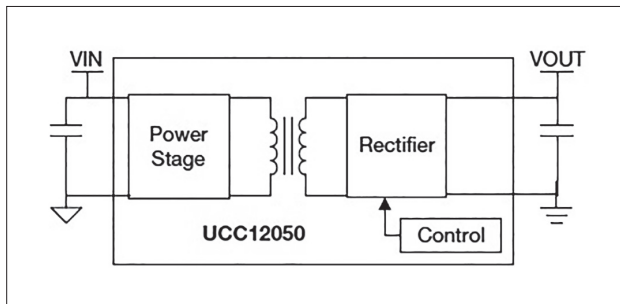 VIN
VOUT
Power
Stage
Rectifier
UCC12050
Control